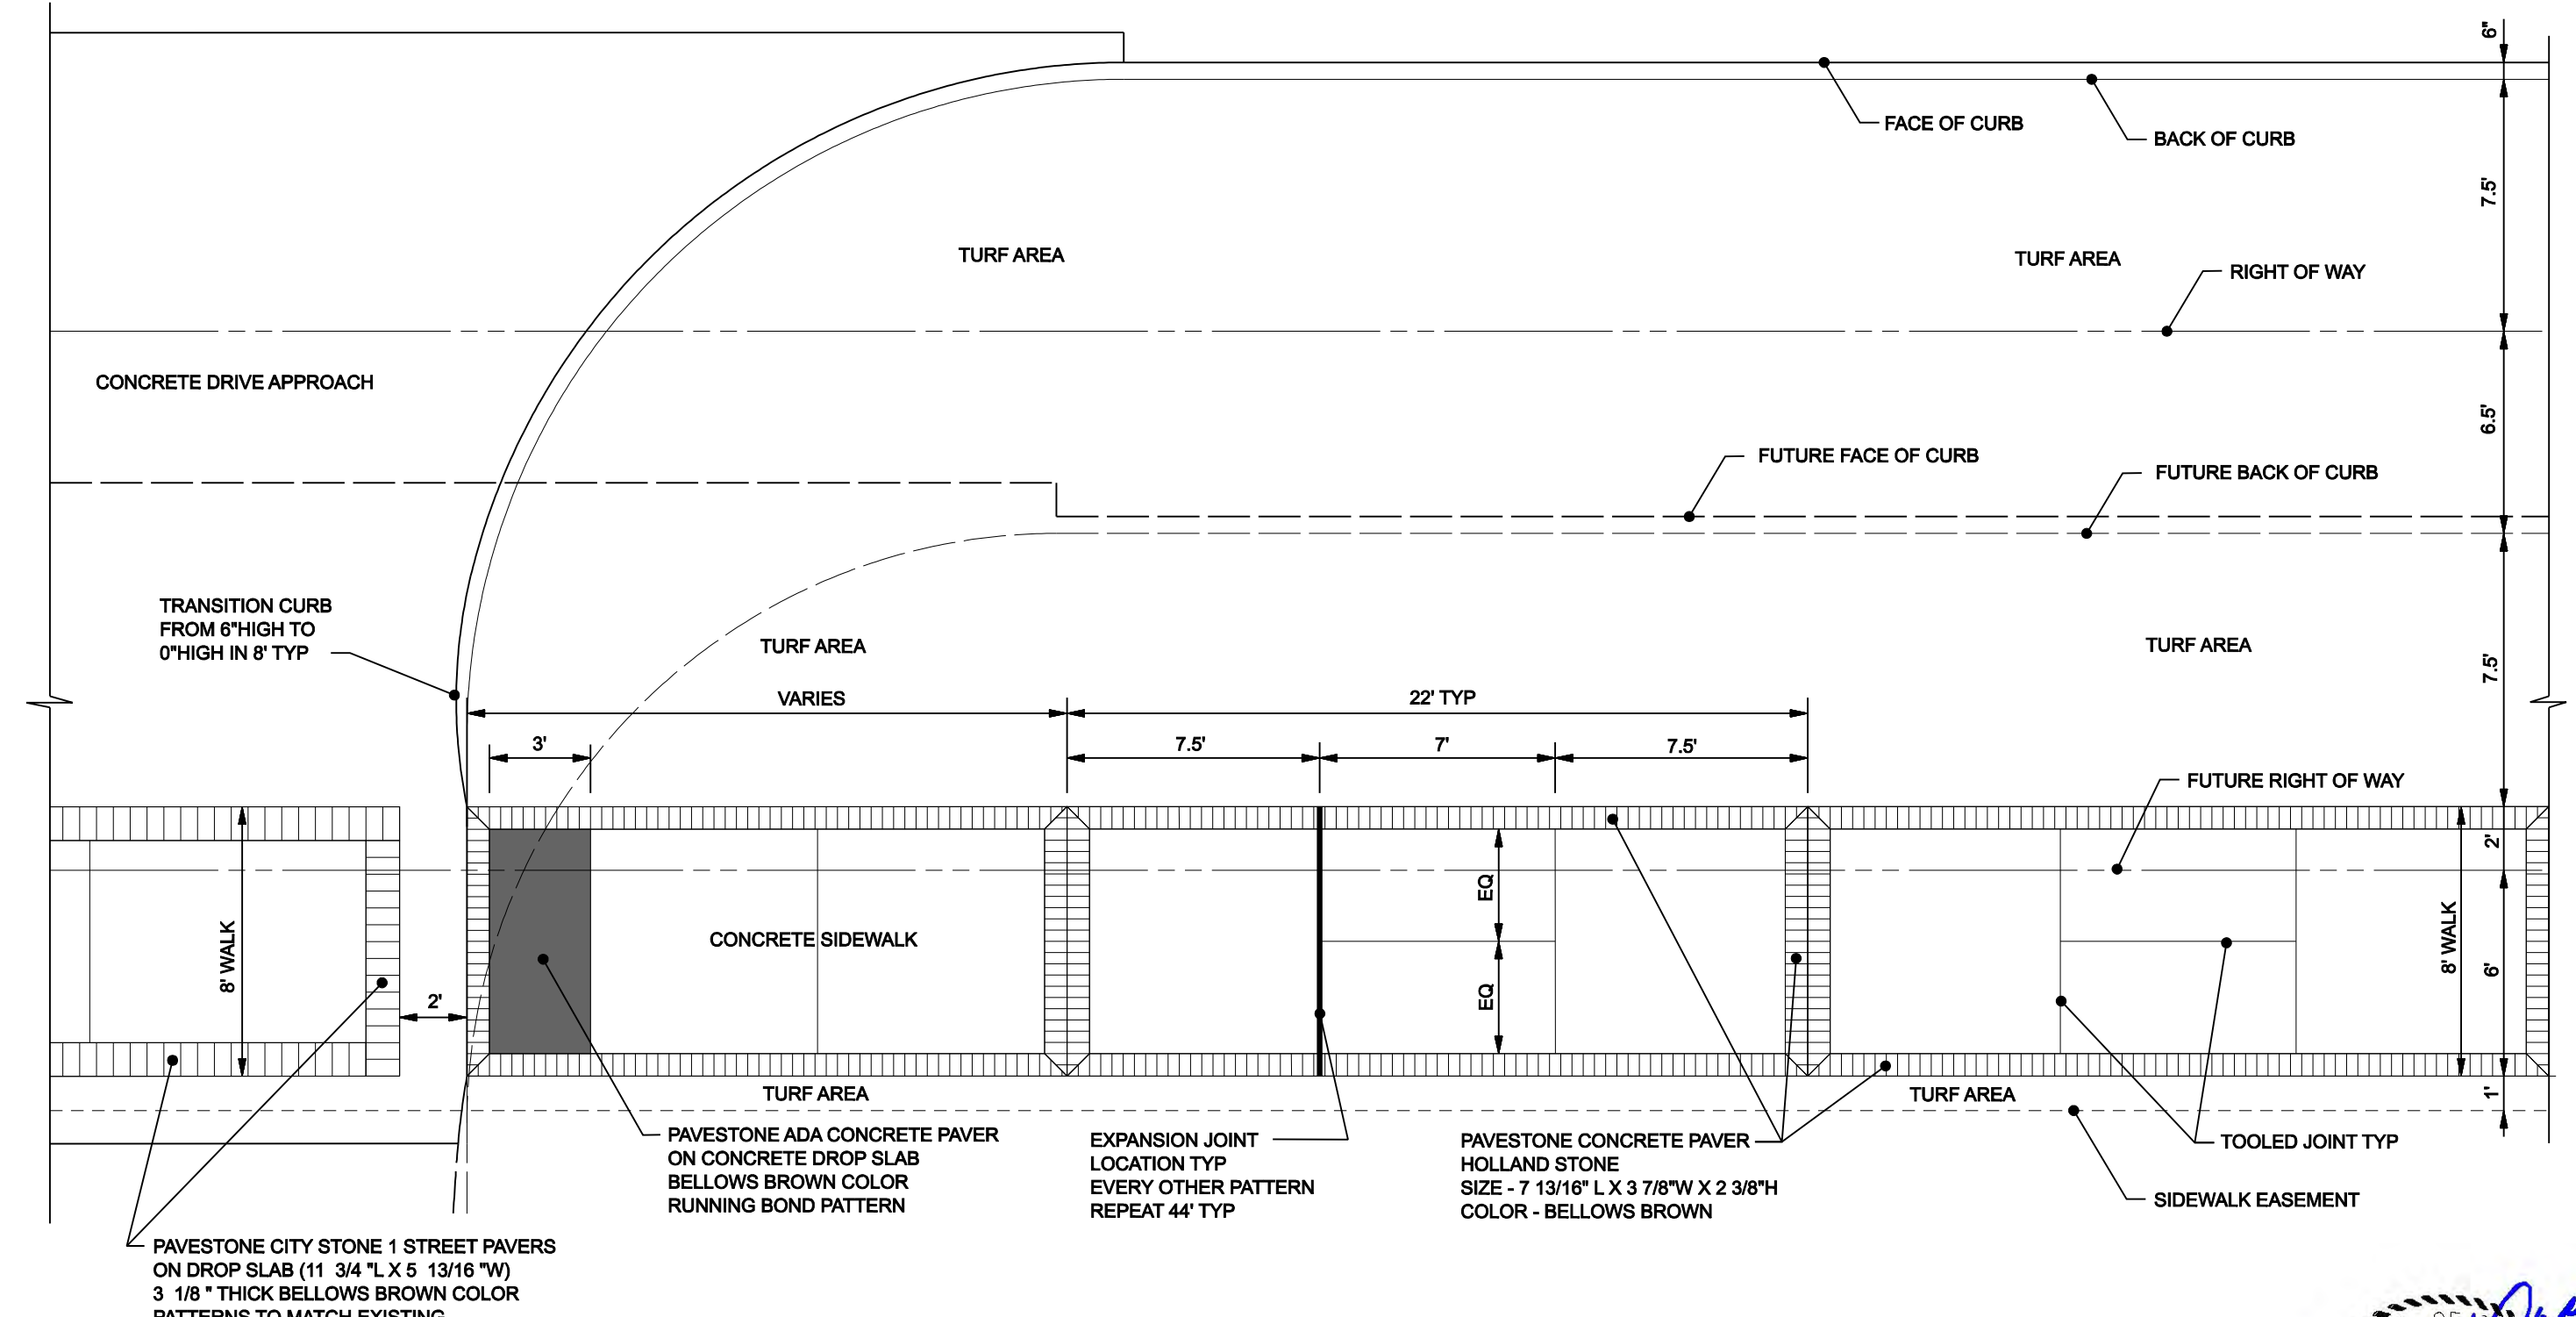 6"
FACE OF CURB
BACK OF CURB
7.5'
TURF AREA
TURF AREA
RIGHT OF WAY
CONCRETE DRIVE APPROACH
6.5'
FUTURE FACE OF CURB
FUTURE BACK OF CURB
TRANSITION CURB
FROM 6"HIGH TO
0"HIGH IN 8' TYP
TURF AREA
TURF AREA
7.5'
VARIES
22' TYP
3'
7.5'
7'
7.5'
FUTURE RIGHT OF WAY
2'
EQ
8' WALK
CONCRETE SIDEWALK
8' WALK
6'
EQ
2'
TURF AREA
TURF AREA
1'
PAVESTONE ADA CONCRETE PAVER
ON CONCRETE DROP SLAB
BELLOWS BROWN COLOR
RUNNING BOND PATTERN
EXPANSION JOINT
LOCATION TYP
EVERY OTHER PATTERN
REPEAT 44' TYP
PAVESTONE CONCRETE PAVER
HOLLAND STONE
SIZE - 7 13/16" L X 3 7/8"W X 2 3/8"H
COLOR - BELLOWS BROWN
TOOLED JOINT TYP
SIDEWALK EASEMENT
PAVESTONE CITY STONE 1 STREET PAVERS
ON DROP SLAB (11 3/4 "L X 5 13/16 "W)
3 1/8 " THICK BELLOWS BROWN COLOR
PATTERNS TO MATCH EXISTING